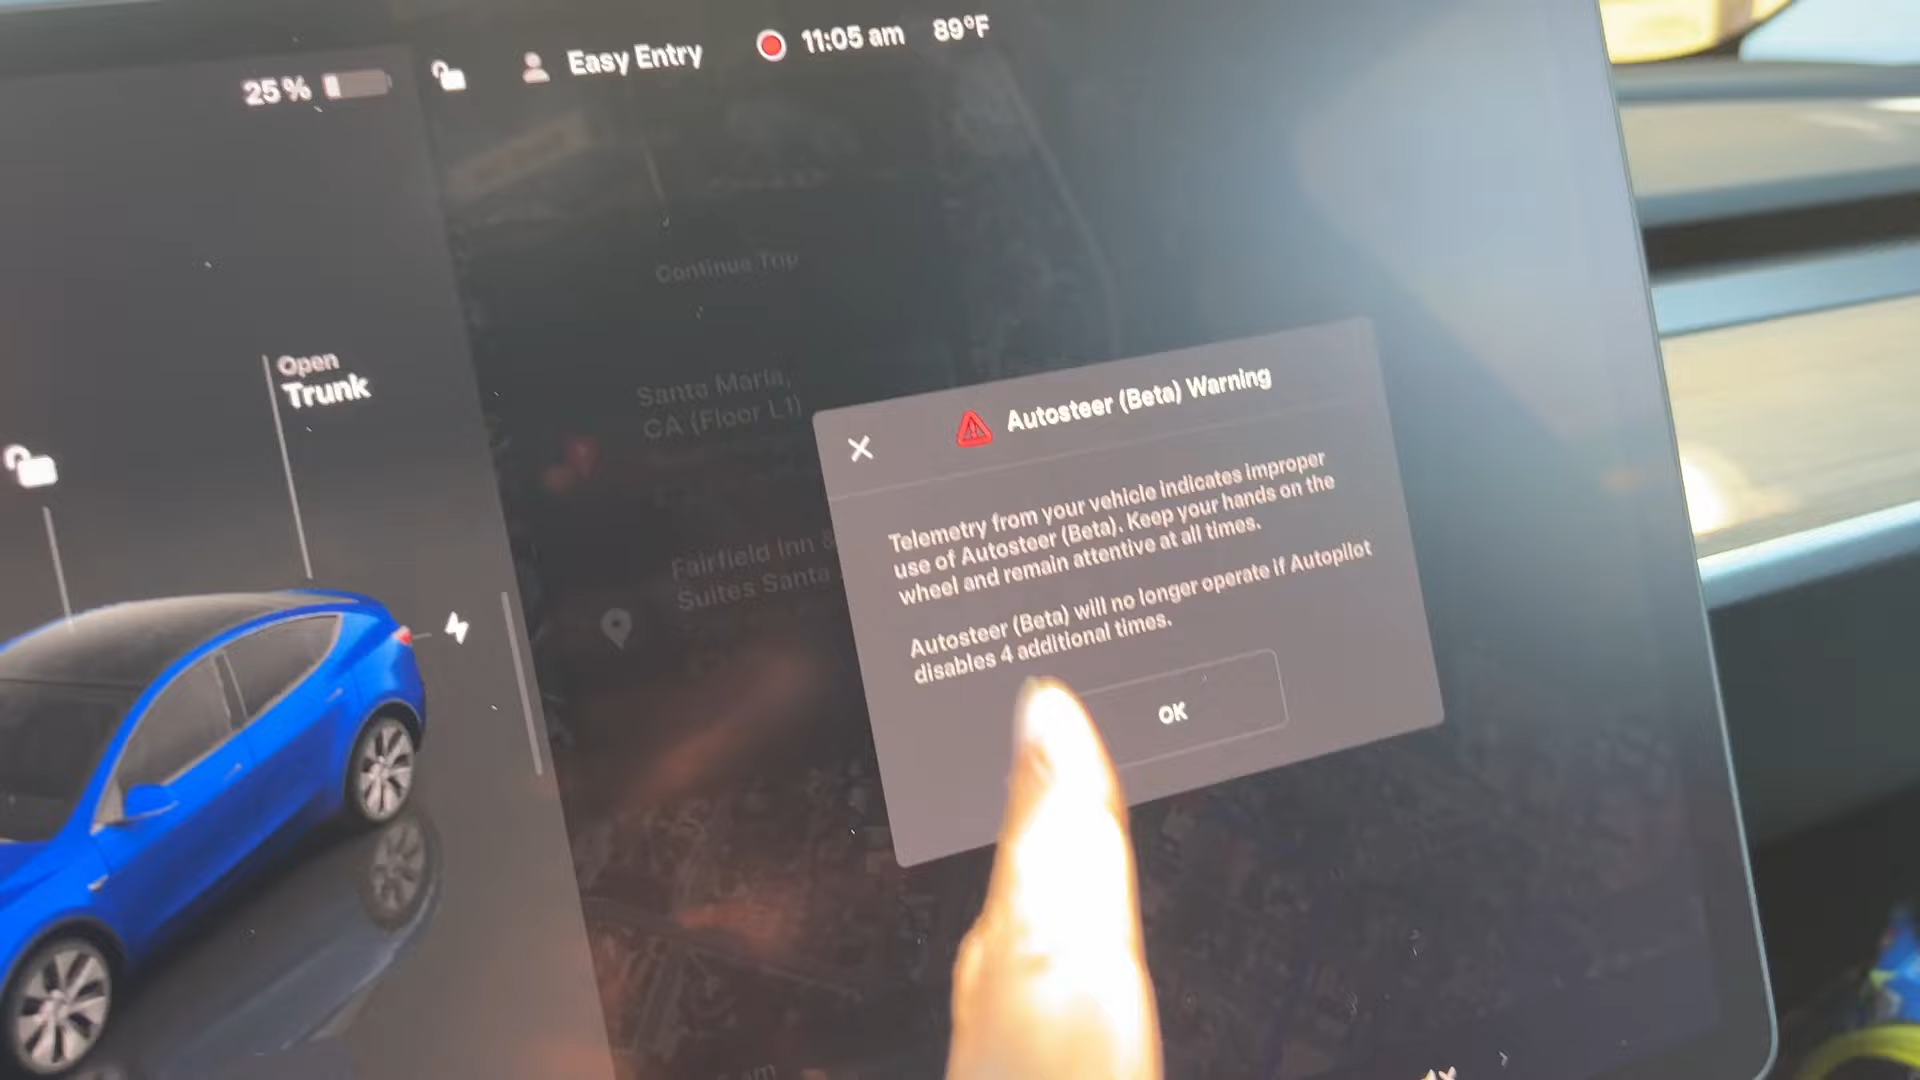 25%
Easy Entry
11:05 am
89°F
Open
Trunk
Continue Trip
Santa Maria,
CA (Floor L1)
Fairfield Inn &
Suites Santa
Autosteer (Beta) Warning
Telemetry from your vehicle indicates improper
use of Autosteer (Beta). Keep your hands on the
wheel and remain attentive at all times.
Autosteer (Beta) will no longer operate if Autopilot
disables 4 additional times.
OK
am